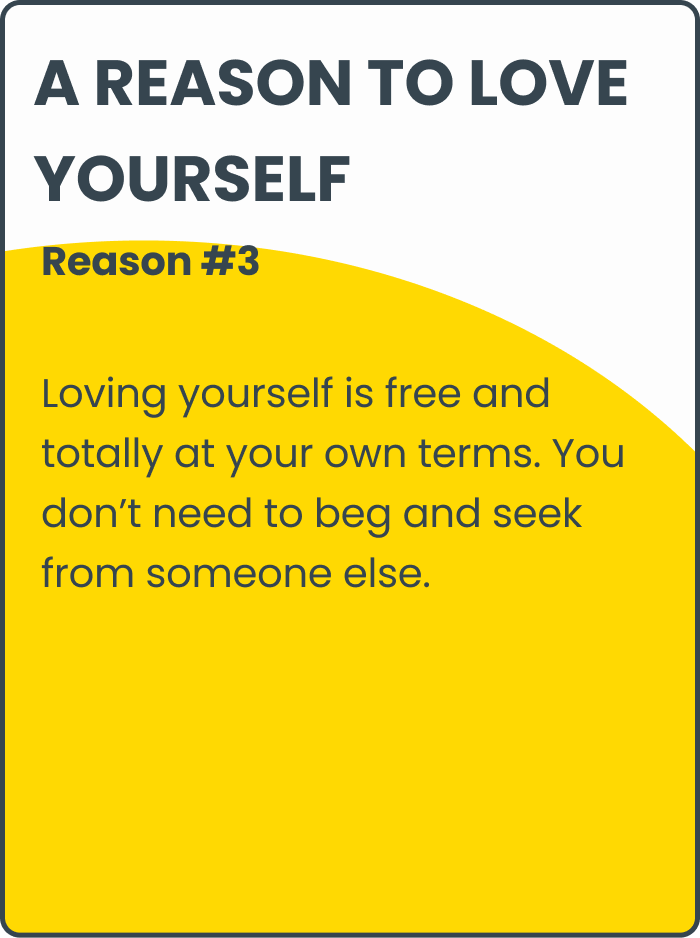 A REASON TO LOVE
YOURSELF
Reason #3
Loving yourself is free and
totally at your own terms. You
don’t need to beg and seek
from someone else.